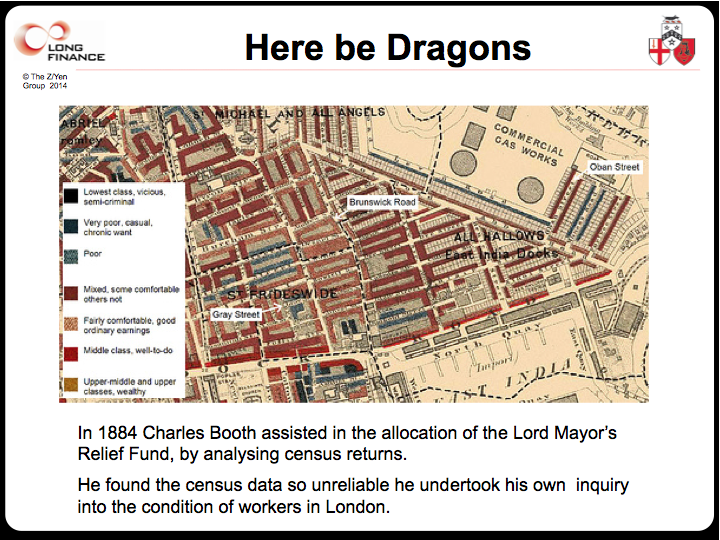 LONG
FINANCE
Here be Dragons
© The Z/Yen
Group 2014
ST MICHAEL AND ALL ANGELS
ABRIEL
romley
COMMERCIAL
GAS WORKS
Oban Street
Lowest class, vicious,
semi-criminal
Brunswick Road
Very poor, casual,
chronic want
Poor
ALL HALLOWS
East India Docks
Mixed, some comfortable
others not
ST FRIDESWIDE
Gray Street
Fairly comfortable, good
ordinary earnings
Middle class, well-to-do
North Quay
Import
EAST INDIA
Upper-middle and upper
classes, wealthy
In 1884 Charles Booth assisted in the allocation of the Lord Mayor's
Relief Fund, by analysing census returns.
He found the census data so unreliable he undertook his own inquiry
into the condition of workers in London.